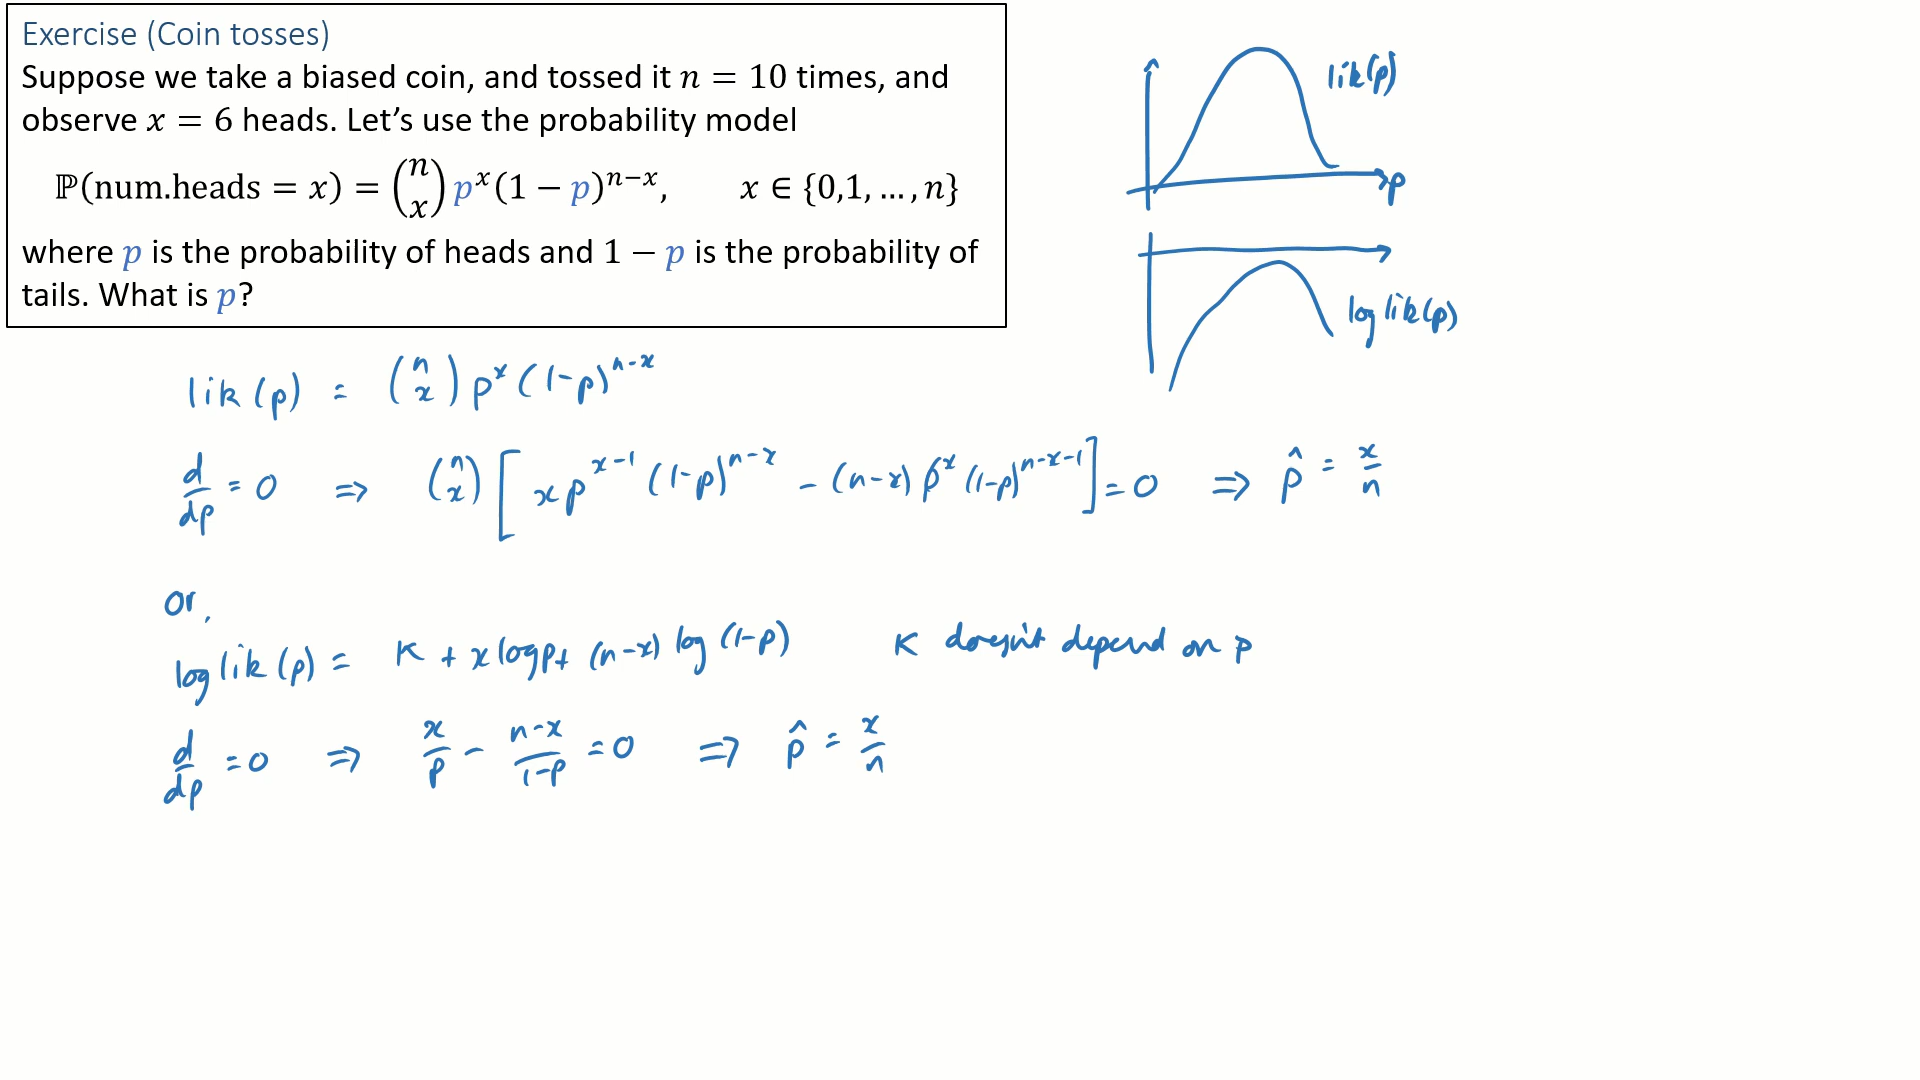 Exercise (Coin tosses)
Suppose we take a biased coin, and tossed it n = 10 times, and
observe x = 6 heads. Let's use the probability model
ℙ(num.heads = x) = (n x) p^x (1 − p)^{n−x}, x ∈ {0,1, … , n}
where p is the probability of heads and 1 − p is the probability of
tails. What is p?
lik(p)
p
log lik(p)
lik(p) = (n x) p^x (1-p)^{n-x}
d/dp = 0 ⇒ (n x) [ x p^{x-1} (1-p)^{n-x} - (n-x) p^x (1-p)^{n-x-1} ] = 0 ⇒ p̂ = x/n
or,
log lik(p) = K + x log p + (n-x) log (1-p) K doesn't depend on p
d/dp = 0 ⇒ x/p - n-x/1-p = 0 ⇒ p̂ = x/n